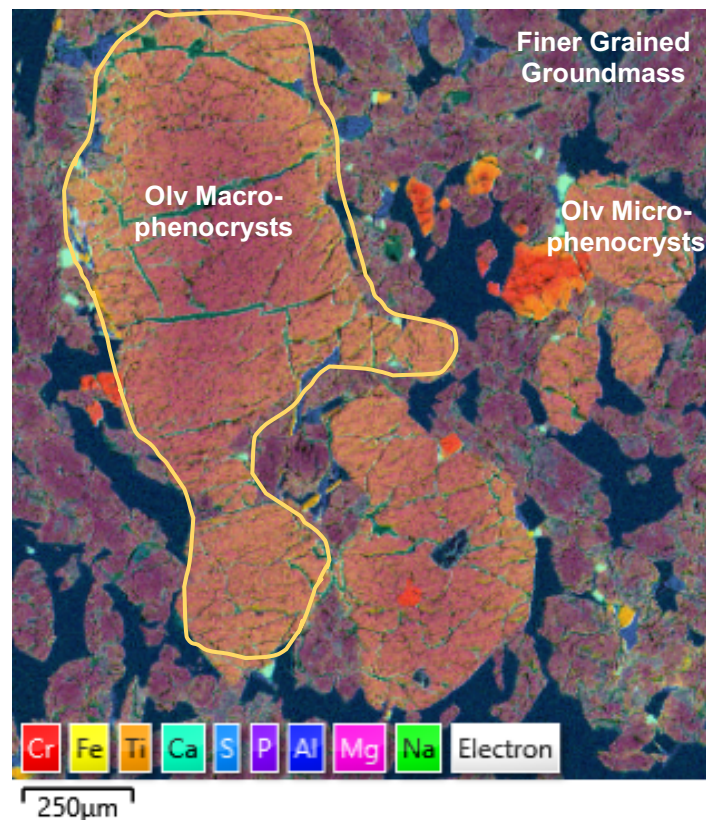 Finer Grained
Groundmass
Olv Macro-
phenocrysts
Olv Micro-
phenocrysts
Cr Fe Ti Ca S P Al Mg Na Electron
250µm